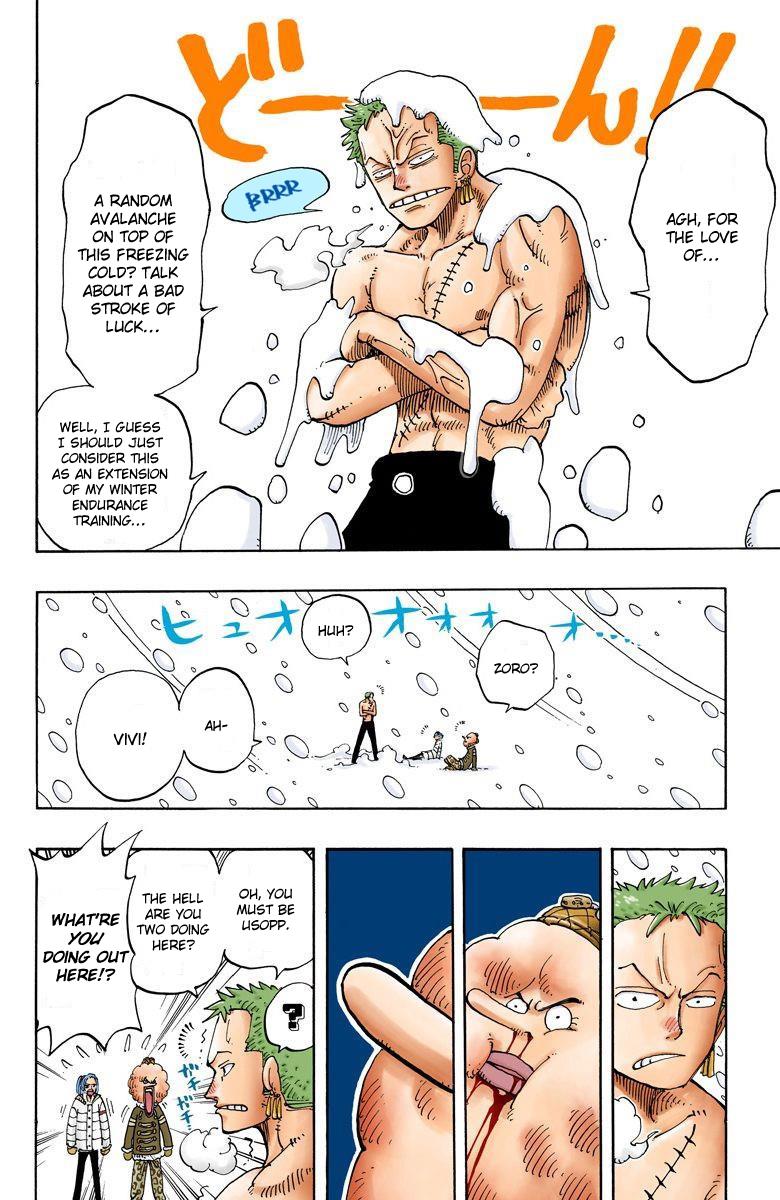 どーーん!!
AGH, FOR
THE LOVE
OF...
BRRR
A RANDOM
AVALANCHE
ON TOP OF
THIS FREEZING
COLD? TALK
ABOUT A BAD
STROKE OF
LUCK...
WELL, I GUESS
I SHOULD JUST
CONSIDER THIS
AS AN EXTENSION
OF MY WINTER
ENDURANCE
TRAINING...
ヒュオオオオオ....
ZORO?
HUH?
AH-
VIVI!
OH, YOU
MUST BE
USOPP.
THE HELL
ARE YOU
TWO DOING
HERE?
?
ガチガチ
WHAT'RE
YOU
DOING OUT
HERE!?